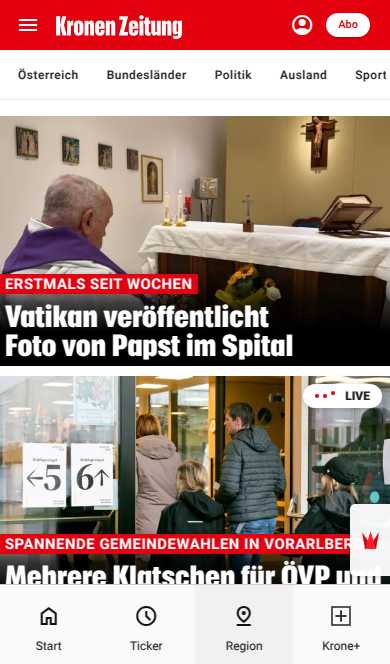 Kronen Zeitung
Abo
Österreich
Bundesländer
Politik
Ausland
Sport
ERSTMALS SEIT WOCHEN
Vatikan veröffentlicht
Foto von Papst im Spital
LIVE
←5
6↑
SPANNENDE GEMEINDEWAHLEN IN VORARLBER
Mehrere Klatschen für ÖVP und
Start
Ticker
Region
Krone+